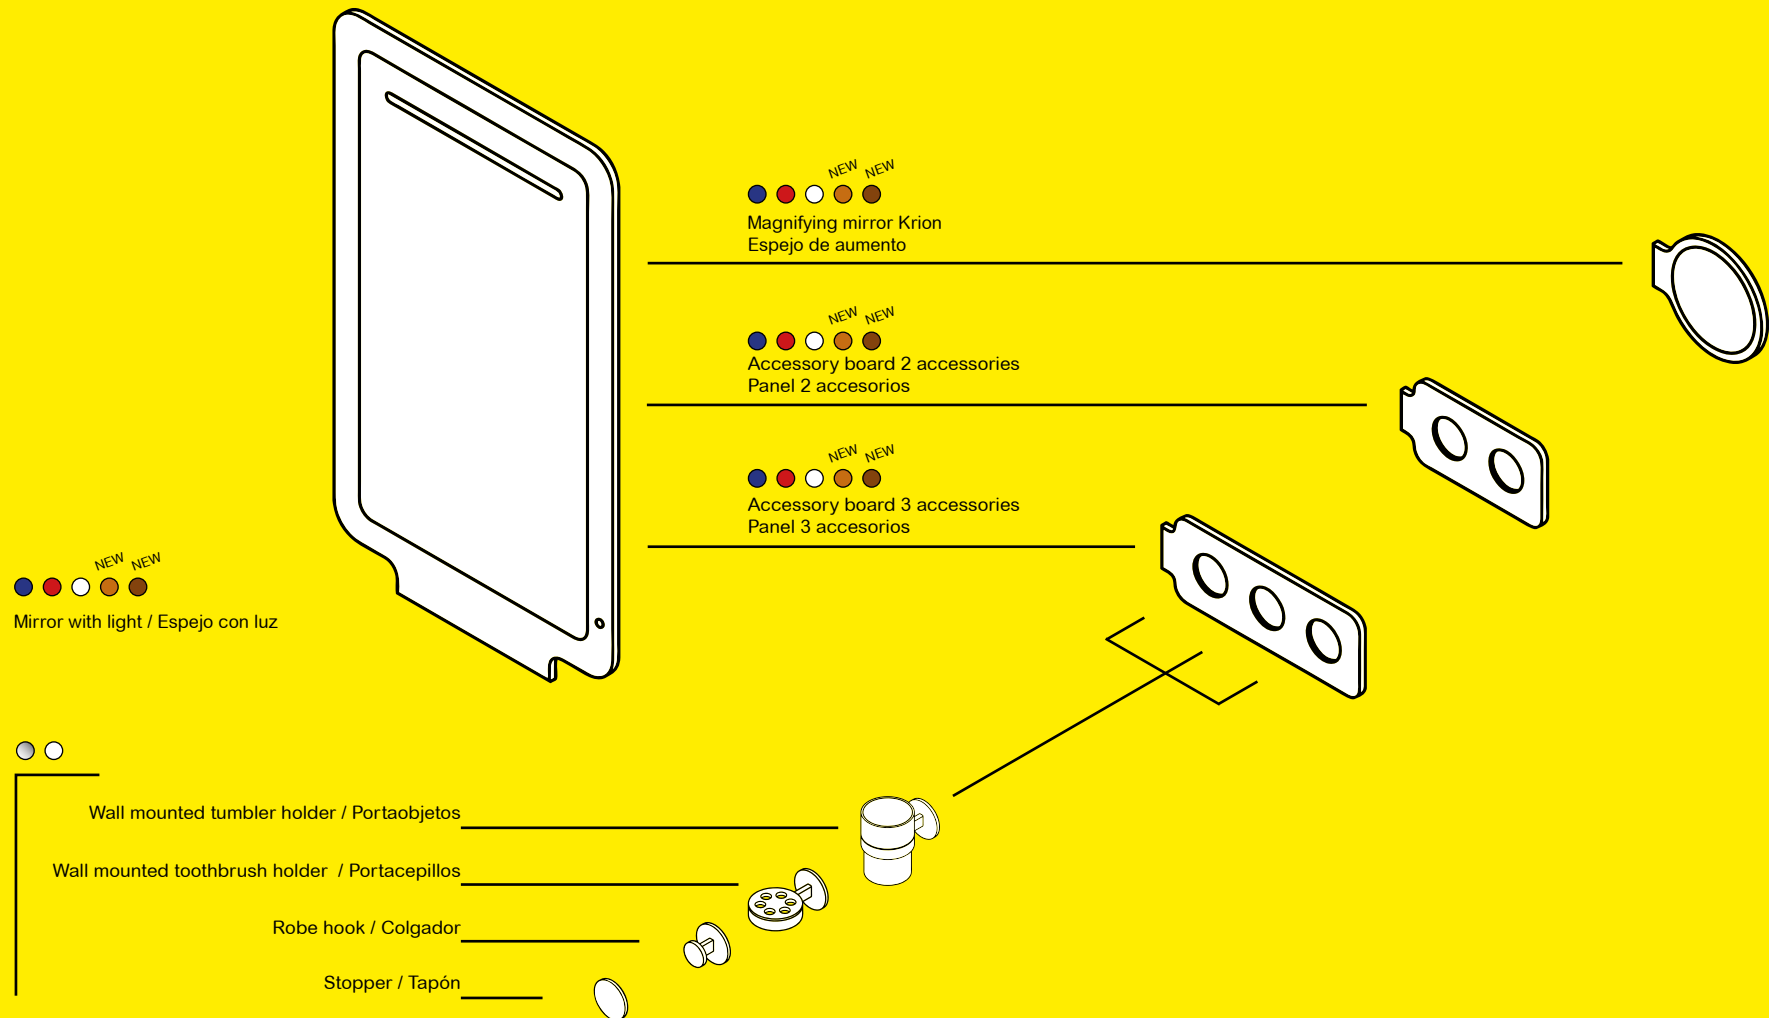 NEW NEW
Magnifying mirror Krion
Espejo de aumento
NEW NEW
Accessory board 2 accessories
Panel 2 accesorios
NEW NEW
Accessory board 3 accessories
Panel 3 accesorios
NEW NEW
Mirror with light / Espejo con luz
Wall mounted tumbler holder / Portaobjetos
Wall mounted toothbrush holder / Portacepillos
Robe hook / Colgador
Stopper / Tapón